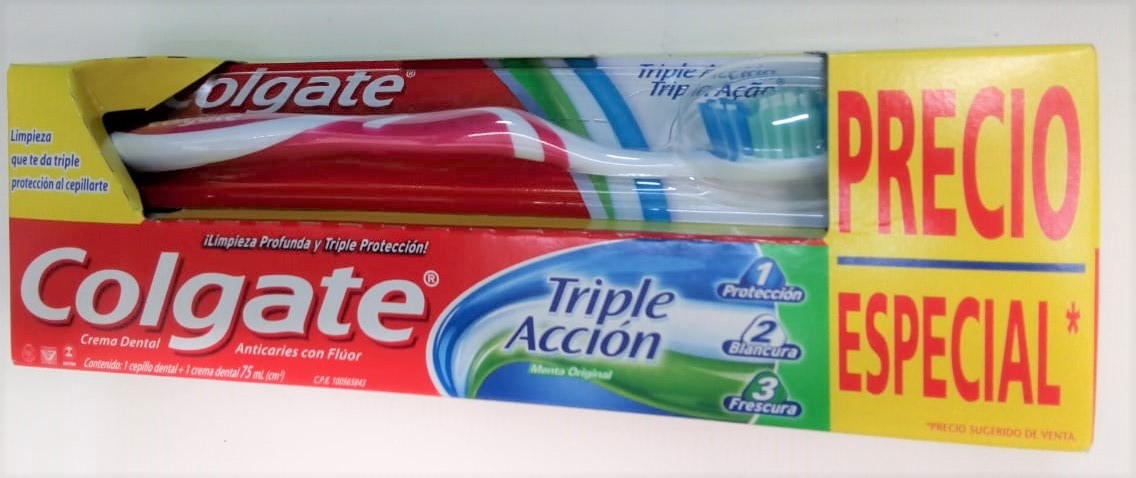 Colgate®
Triple Acción
Triple Ação®
Limpieza
que te da triple
protección al cepillarte
PRECIO
ESPECIAL*
*PRECIO SUGERIDO DE VENTA.
¡Limpieza Profunda y Triple Protección!
Colgate®
Crema Dental
Anticaries con Flúor
Contenido: 1 cepillo dental + 1 crema dental 75 mL (cm³)
C.P.E. 100565843
Triple
Acción
Menta Original
1
Protección
2
Blancura
3
Frescura